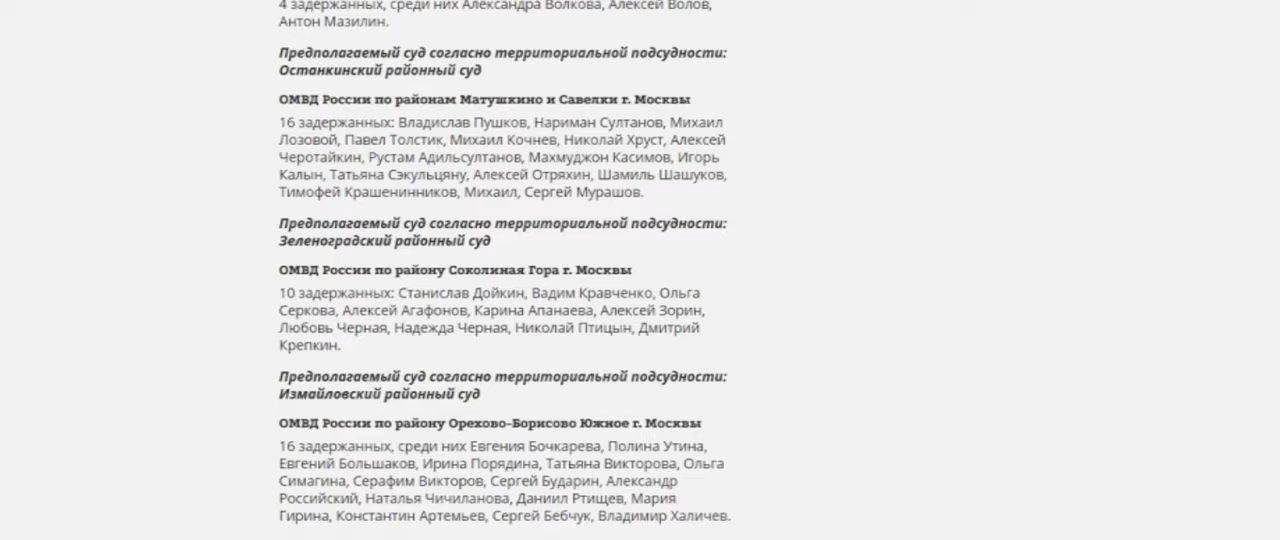 4 задержанных, среди них Александра Волкова, Алексей Волов,
Антон Мазилин.
Предполагаемый суд согласно территориальной подсудности:
Останкинский районный суд
ОМВД России по районам Матушкино и Савелки г. Москвы
16 задержанных: Владислав Пушков, Нариман Султанов, Михаил
Лозовой, Павел Толстик, Михаил Кочнев, Николай Хруст, Алексей
Черотайкин, Рустам Адильсултанов, Махмуджон Касимов, Игорь
Калын, Татьяна Сэкульцяну, Алексей Отряхин, Шамиль Шашуков,
Тимофей Крашенинников, Михаил, Сергей Мурашов.
Предполагаемый суд согласно территориальной подсудности:
Зеленоградский районный суд
ОМВД России по району Соколиная Гора г. Москвы
10 задержанных: Станислав Дойкин, Вадим Кравченко, Ольга
Серкова, Алексей Агафонов, Карина Апанаева, Алексей Зорин,
Любовь Черная, Надежда Черная, Николай Птицын, Дмитрий
Крепкин.
Предполагаемый суд согласно территориальной подсудности:
Измайловский районный суд
ОМВД России по району Орехово-Борисово Южное г. Москвы
16 задержанных, среди них Евгения Бочкарева, Полина Утина,
Евгений Большаков, Ирина Порядина, Татьяна Викторова, Ольга
Симагина, Серафим Викторов, Сергей Бударин, Александр
Российский, Наталья Чичиланова, Даниил Ртищев, Мария
Гирина, Константин Артемьев, Сергей Бебчук, Владимир Халичев.